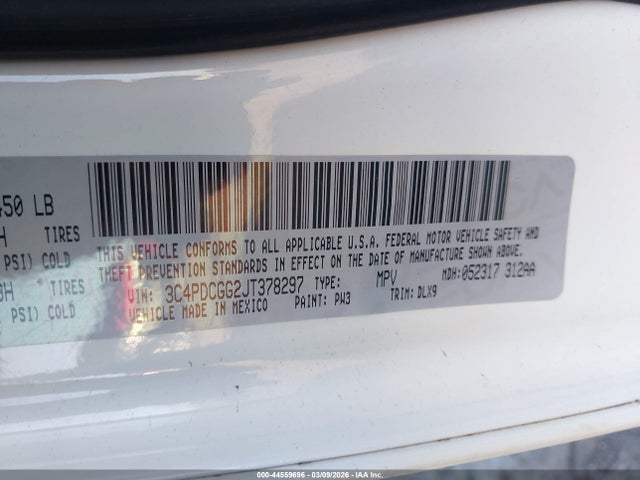 450 LB
H TIRES
PSI) COLD
H TIRES
PSI) COLD
THIS VEHICLE CONFORMS TO ALL APPLICABLE U.S.A. FEDERAL MOTOR VEHICLE SAFETY AND
THEFT PREVENTION STANDARDS IN EFFECT ON THE DATE OF MANUFACTURE SHOWN ABOVE.
VIN: 3C4PDCGG2JT378297 TYPE: MPV MDH:052317 312AA
VEHICLE MADE IN MEXICO PAINT: PW3 TRIM: DLX9
000-44559696 | 03/09/2026 | IAA Inc.